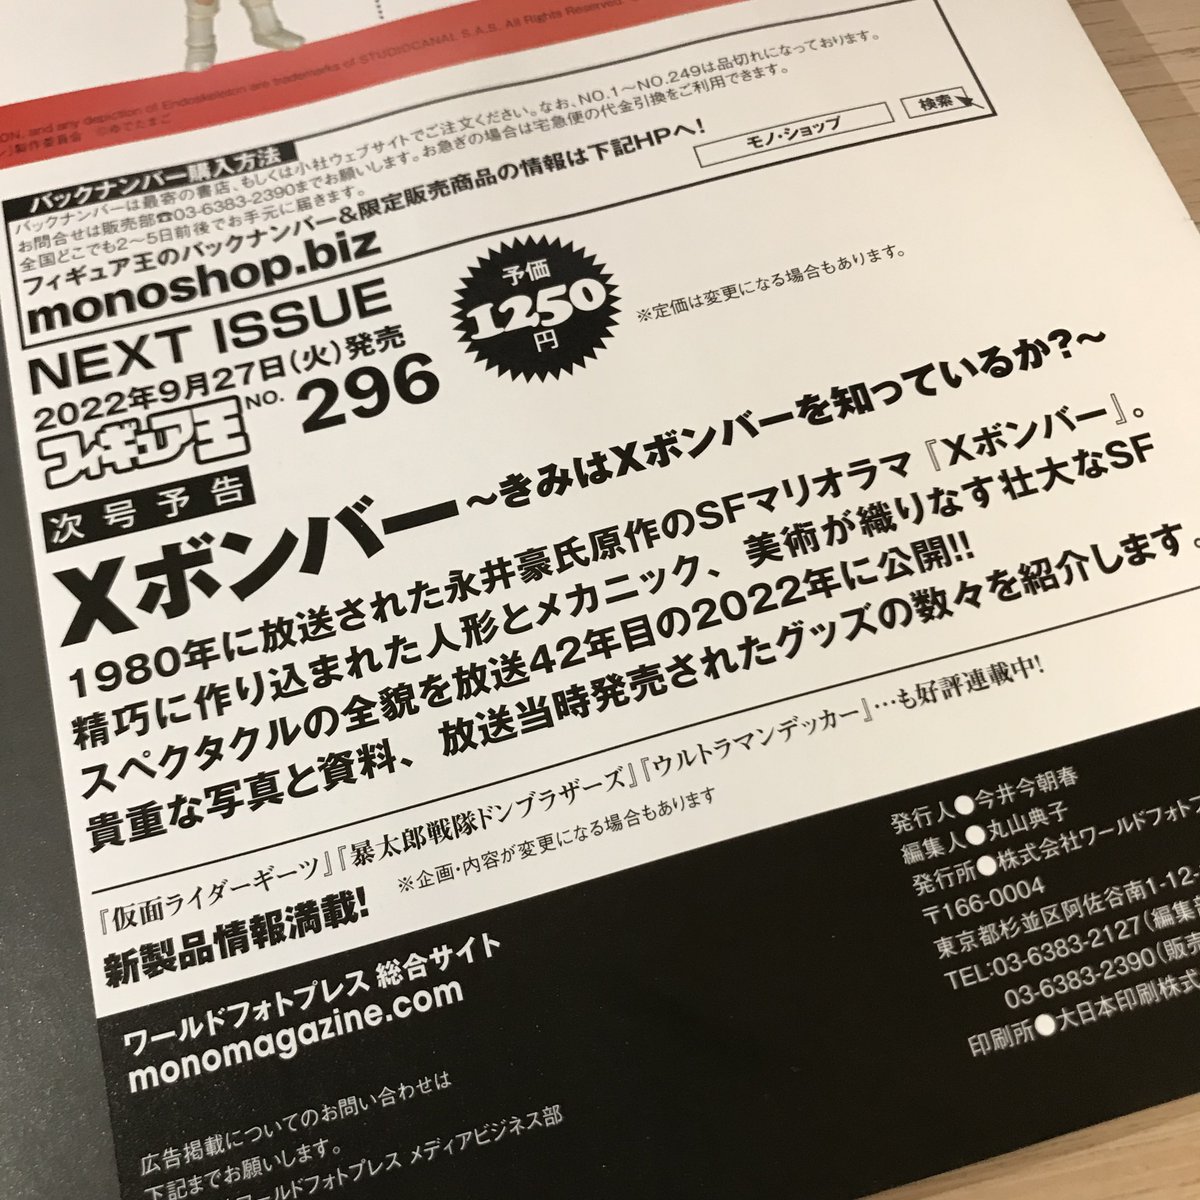 ON, and any depiction of Endoskeleton are trademarks of STUDIOCANAL S.A.S. All Rights Reserved
製作委員会 ©ゆでたまご
バックナンバー購入方法
バックナンバーは最寄の書店、もしくは小社ウェブサイトでご注文ください。なお、NO.1〜NO.249は品切れになっております。
お問合せは販売部☎03-6383-2390までお願いします。お急ぎの場合は宅急便の代金引換をご利用できます。
全国どこでも2〜5日前後でお手元に届きます。
フィギュア王のバックナンバー&限定販売商品の情報は下記HPへ!
monoshop.biz
モノ・ショップ
検索
NEXT ISSUE
2022年9月27日(火)発売
フィギュア王 NO.296
予価
1250
円
※定価は変更になる場合もあります。
次号予告
Xボンバー〜きみはXボンバーを知っているか?〜
1980年に放送された永井豪氏原作のSFマリオラマ『Xボンバー』。
精巧に作り込まれた人形とメカニック、美術が織りなす壮大なSF
スペクタクルの全貌を放送42年目の2022年に公開!!
貴重な写真と資料、放送当時発売されたグッズの数々を紹介します。
『仮面ライダーギーツ』『暴太郎戦隊ドンブラザーズ』『ウルトラマンデッカー』…も好評連載中!
新製品情報満載!
※企画・内容が変更になる場合もあります
ワールドフォトプレス 総合サイト
monomagazine.com
広告掲載についてのお問い合わせは
下記までお願いします。
ワールドフォトプレス メディアビジネス部
発行人●今井今朝春
編集人●丸山典子
発行所●株式会社ワールドフォトプ
〒166-0004
東京都杉並区阿佐谷南1-12-
TEL:03-6383-2127(編集
03-6383-2390(販売
印刷所●大日本印刷株式